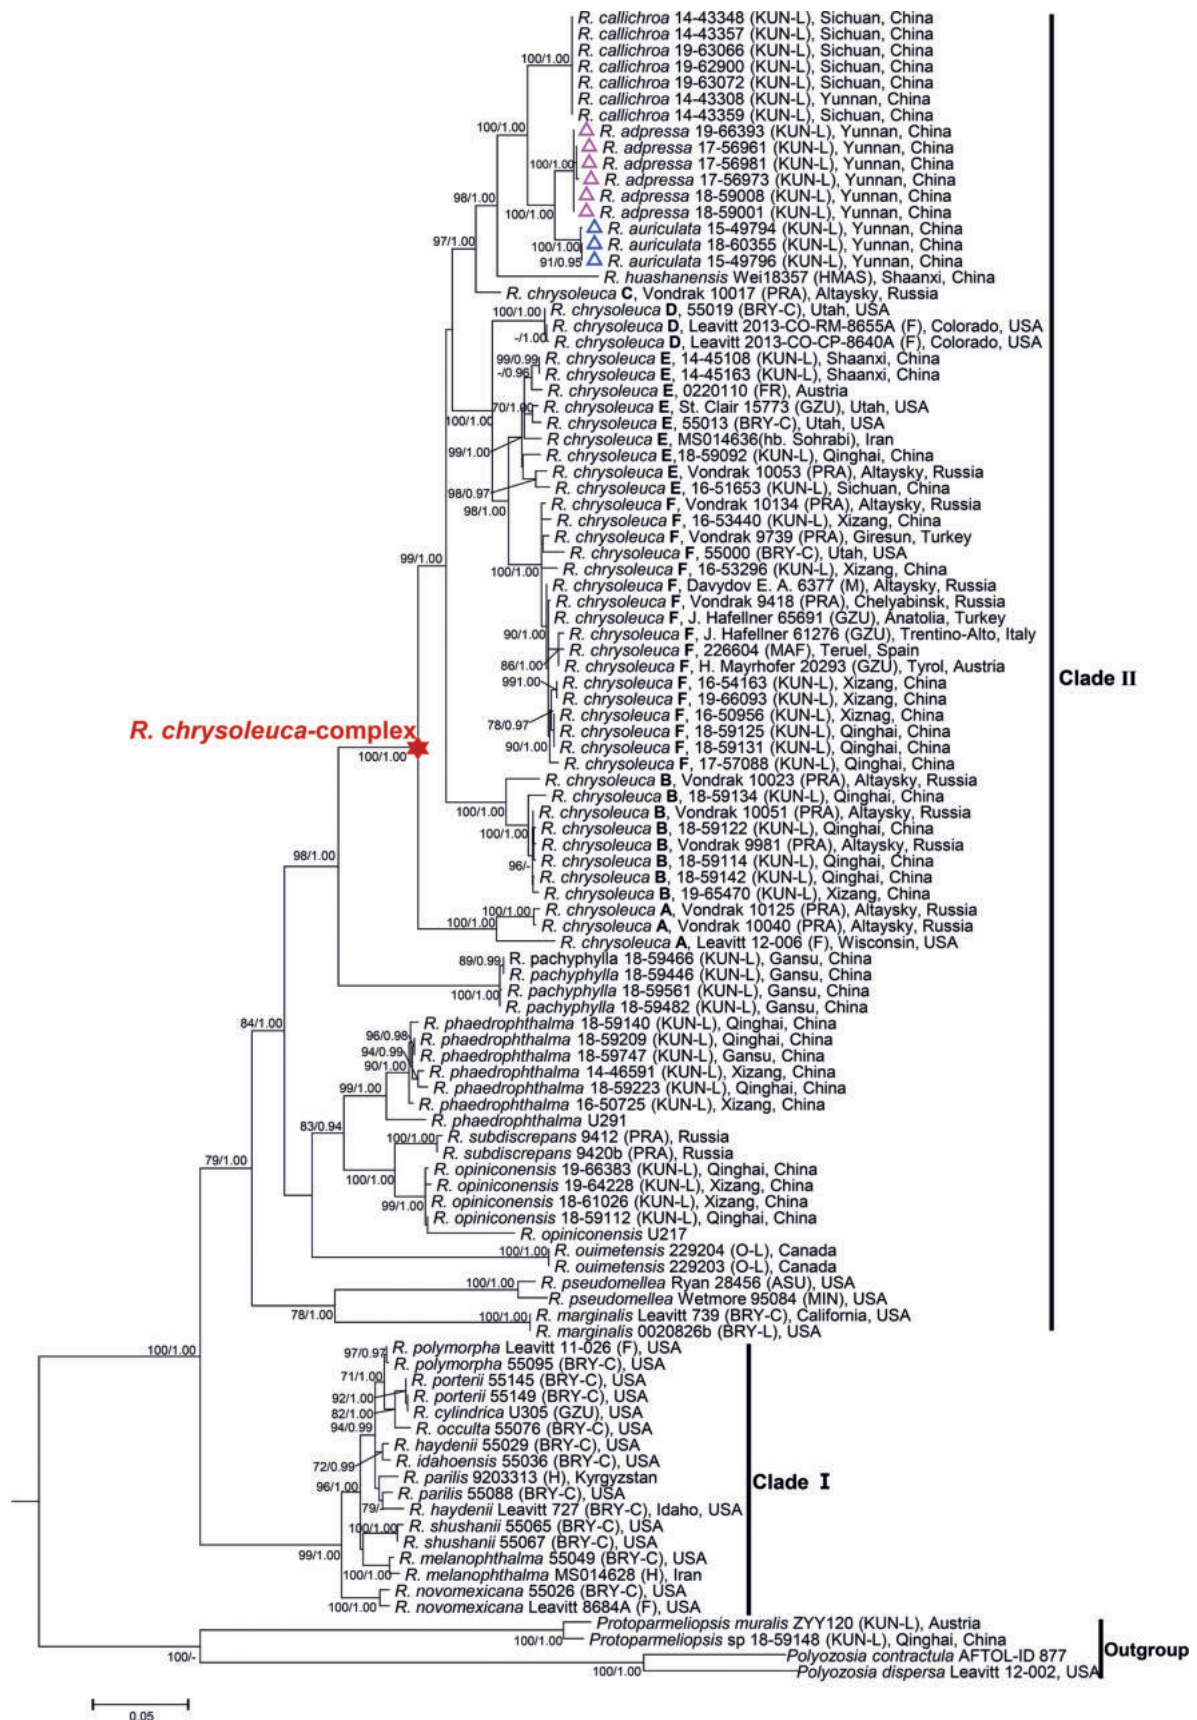 R. callichroa 14-43348 (KUN-L), Sichuan, China
R. callichroa 14-43357 (KUN-L), Sichuan, China
R. callichroa 19-63066 (KUN-L), Sichuan, China
100/1.00 R. callichroa 19-62900 (KUN-L), Sichuan, China
R. callichroa 19-63072 (KUN-L), Sichuan, China
R. callichroa 14-43308 (KUN-L), Yunnan, China
R. callichroa 14-43359 (KUN-L), Sichuan, China
100/1.00 R. adpressa 19-66393 (KUN-L), Yunnan, China
R. adpressa 17-56961 (KUN-L), Yunnan, China
100/1.00 R. adpressa 17-56981 (KUN-L), Yunnan, China
R. adpressa 17-56973 (KUN-L), Yunnan, China
98/1.00 R. adpressa 18-59008 (KUN-L), Yunnan, China
100/1.00 R. adpressa 18-59001 (KUN-L), Yunnan, China
R. auriculata 15-49794 (KUN-L), Yunnan, China
97/1.00 100/1.00 R. auriculata 18-60355 (KUN-L), Yunnan, China
91/0.95 R. auriculata 15-49796 (KUN-L), Yunnan, China
R. huashanensis Wei18357 (HMAS), Shaanxi, China
R. chrysoleuca C, Vondrak 10017 (PRA), Altaysky, Russia
100/1.00 R. chrysoleuca D, 55019 (BRY-C), Utah, USA
R. chrysoleuca D, Leavitt 2013-CO-RM-8655A (F), Colorado, USA
-/1.00 R. chrysoleuca D, Leavitt 2013-CO-CP-8640A (F), Colorado, USA
99/0.99 R. chrysoleuca E, 14-45108 (KUN-L), Shaanxi, China
-/0.96 R. chrysoleuca E, 14-45163 (KUN-L), Shaanxi, China
R. chrysoleuca E, 0220110 (FR), Austria
70/1.00 R. chrysoleuca E, St. Clair 15773 (GZU), Utah, USA
100/1.00 R. chrysoleuca E, 55013 (BRY-C), Utah, USA
R chrysoleuca E, MS014636(hb. Sohrabi), Iran
99/1.00 R. chrysoleuca E,18-59092 (KUN-L), Qinghai, China
R. chrysoleuca E, Vondrak 10053 (PRA), Altaysky, Russia
98/0.97 R. chrysoleuca E, 16-51653 (KUN-L), Sichuan, China
98/1.00 R. chrysoleuca F, Vondrak 10134 (PRA), Altaysky, Russia
R. chrysoleuca F, 16-53440 (KUN-L), Xizang, China
R. chrysoleuca F, Vondrak 9739 (PRA), Giresun, Turkey
99/1.00 R. chrysoleuca F, 55000 (BRY-C), Utah, USA
100/1.00 R. chrysoleuca F, 16-53296 (KUN-L), Xizang, China
R. chrysoleuca F, Davydov E. A. 6377 (M), Altaysky, Russia
R. chrysoleuca F, Vondrak 9418 (PRA), Chelyabinsk, Russia
R. chrysoleuca F, J. Hafellner 65691 (GZU), Anatolia, Turkey
90/1.00 R. chrysoleuca F, J. Hafellner 61276 (GZU), Trentino-Alto, Italy
R. chrysoleuca F, 226604 (MAF), Teruel, Spain
86/1.00 R. chrysoleuca F, H. Mayrhofer 20293 (GZU), Tyrol, Austria
991.00 R. chrysoleuca F, 16-54163 (KUN-L), Xizang, China
Clade II
R. chrysoleuca F, 19-66093 (KUN-L), Xizang, China
78/0.97 R. chrysoleuca F, 16-50956 (KUN-L), Xiznag, China
R. chrysoleuca-complex
R. chrysoleuca F, 18-59125 (KUN-L), Qinghai, China
100/1.00 90/1.00 R. chrysoleuca F, 18-59131 (KUN-L), Qinghai, China
R. chrysoleuca F, 17-57088 (KUN-L), Qinghai, China
R. chrysoleuca B, Vondrak 10023 (PRA), Altaysky, Russia
R. chrysoleuca B, 18-59134 (KUN-L), Qinghai, China
100/1.00 R. chrysoleuca B, Vondrak 10051 (PRA), Altaysky, Russia
100/1.00 R. chrysoleuca B, 18-59122 (KUN-L), Qinghai, China
R. chrysoleuca B, Vondrak 9981 (PRA), Altaysky, Russia
98/1.00 96/- R. chrysoleuca B, 18-59114 (KUN-L), Qinghai, China
R. chrysoleuca B, 18-59142 (KUN-L), Qinghai, China
R. chrysoleuca B, 19-65470 (KUN-L), Xizang, China
100/1.00 R. chrysoleuca A, Vondrak 10125 (PRA), Altaysky, Russia
100/1.00 R. chrysoleuca A, Vondrak 10040 (PRA), Altaysky, Russia
R. chrysoleuca A, Leavitt 12-006 (F), Wisconsin, USA
89/0.99 R. pachyphylla 18-59466 (KUN-L), Gansu, China
R. pachyphylla 18-59446 (KUN-L), Gansu, China
100/1.00 R. pachyphylla 18-59561 (KUN-L), Gansu, China
R. pachyphylla 18-59482 (KUN-L), Gansu, China
84/1.00 R. phaedrophthalma 18-59140 (KUN-L), Qinghai, China
96/0.98 R. phaedrophthalma 18-59209 (KUN-L), Qinghai, China
94/0.99 R. phaedrophthalma 18-59747 (KUN-L), Gansu, China
90/1.00 R. phaedrophthalma 14-46591 (KUN-L), Xizang, China
99/1.00 R. phaedrophthalma 18-59223 (KUN-L), Qinghai, China
R. phaedrophthalma 16-50725 (KUN-L), Xizang, China
R. phaedrophthalma U291
83/0.94 100/1.00 R. subdiscrepans 9412 (PRA), Russia
R. subdiscrepans 9420b (PRA), Russia
79/1.00 R. opiniconensis 19-66383 (KUN-L), Qinghai, China
100/1.00 R. opiniconensis 19-64228 (KUN-L), Xizang, China
R. opiniconensis 18-61026 (KUN-L), Xizang, China
99/1.00 R. opiniconensis 18-59112 (KUN-L), Qinghai, China
R. opiniconensis U217
100/1.00 R. ouimetensis 229204 (O-L), Canada
R. ouimetensis 229203 (O-L), Canada
100/1.00 R. pseudomellea Ryan 28456 (ASU), USA
R. pseudomellea Wetmore 95084 (MIN), USA
78/1.00 100/1.00 R. marginalis Leavitt 739 (BRY-C), California, USA
R. marginalis 0020826b (BRY-L), USA
100/1.00 97/0.97 R. polymorpha Leavitt 11-026 (F), USA
R. polymorpha 55095 (BRY-C), USA
71/1.00 R. porterii 55145 (BRY-C), USA
92/1.00 R. porterii 55149 (BRY-C), USA
82/1.00 R. cylindrica U305 (GZU), USA
94/0.99 R. occulta 55076 (BRY-C), USA
R. haydenii 55029 (BRY-C), USA
72/0.99 R. idahoensis 55036 (BRY-C), USA
R. parilis 9203313 (H), Kyrgyzstan
Clade I
96/1.00 R. parilis 55088 (BRY-C), USA
79/- R. haydenii Leavitt 727 (BRY-C), Idaho, USA
100/1.00 R. shushanii 55065 (BRY-C), USA
R. shushanii 55067 (BRY-C), USA
99/1.00 R. melanophthalma 55049 (BRY-C), USA
100/1.00 R. melanophthalma MS014628 (H), Iran
R. novomexicana 55026 (BRY-C), USA
100/1.00 R. novomexicana Leavitt 8684A (F), USA
Protoparmeliopsis muralis ZYY120 (KUN-L), Austria
100/1.00 Protoparmeliopsis sp 18-59148 (KUN-L), Qinghai, China
Outgroup
100/- Polyozosia contractula AFTOL-ID 877
100/1.00 Polyozosia dispersa Leavitt 12-002, USA
0.05